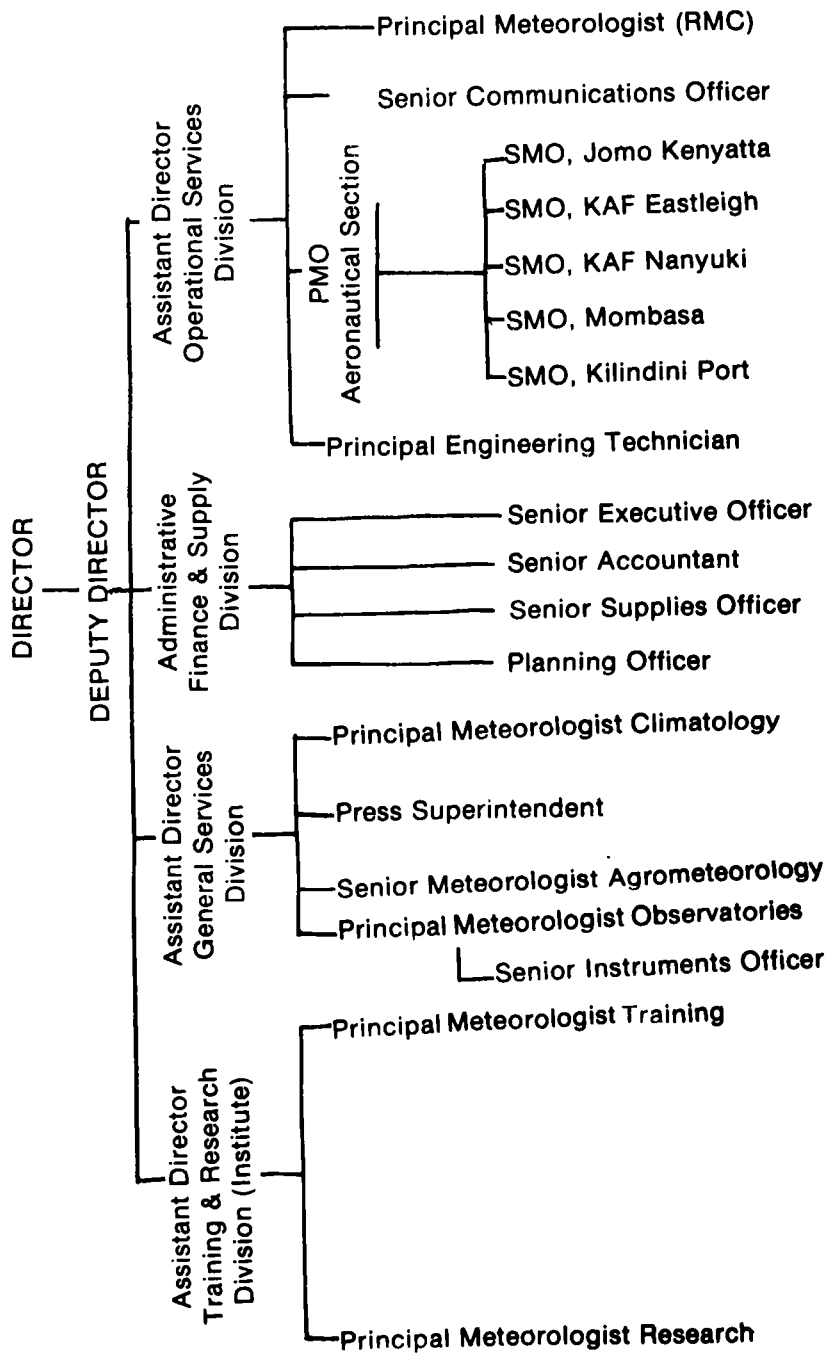 DIRECTOR
DEPUTY DIRECTOR
Assistant Director
Operational Services
Division
Principal Meteorologist (RMC)
Senior Communications Officer
PMO
Aeronautical Section
SMO, Jomo Kenyatta
SMO, KAF Eastleigh
SMO, KAF Nanyuki
SMO, Mombasa
SMO, Kilindini Port
Principal Engineering Technician
Administrative
Finance & Supply
Division
Senior Executive Officer
Senior Accountant
Senior Supplies Officer
Planning Officer
Assistant Director
General Services
Division
Principal Meteorologist Climatology
Press Superintendent
Senior Meteorologist Agrometeorology
Principal Meteorologist Observatories
Senior Instruments Officer
Assistant Director
Training & Research
Division (Institute)
Principal Meteorologist Training
Principal Meteorologist Research